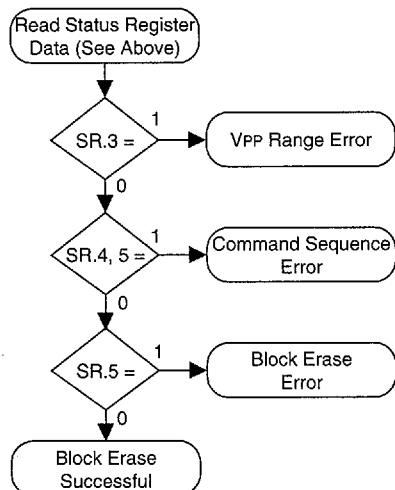 Read Status Register
Data (See Above)
SR.3 =
1
VPP Range Error
0
SR.4, 5 =
1
Command Sequence
Error
0
SR.5 =
1
Block Erase
Error
0
Block Erase
Successful